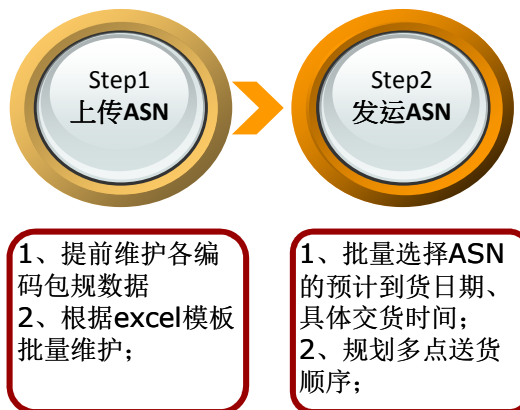 Step1
上传ASN
Step2
发运ASN
1、提前维护各编
码包规数据
2、根据excel模板
批量维护；
1、批量选择ASN
的预计到货日期、
具体交货时间；
2、规划多点送货
顺序；